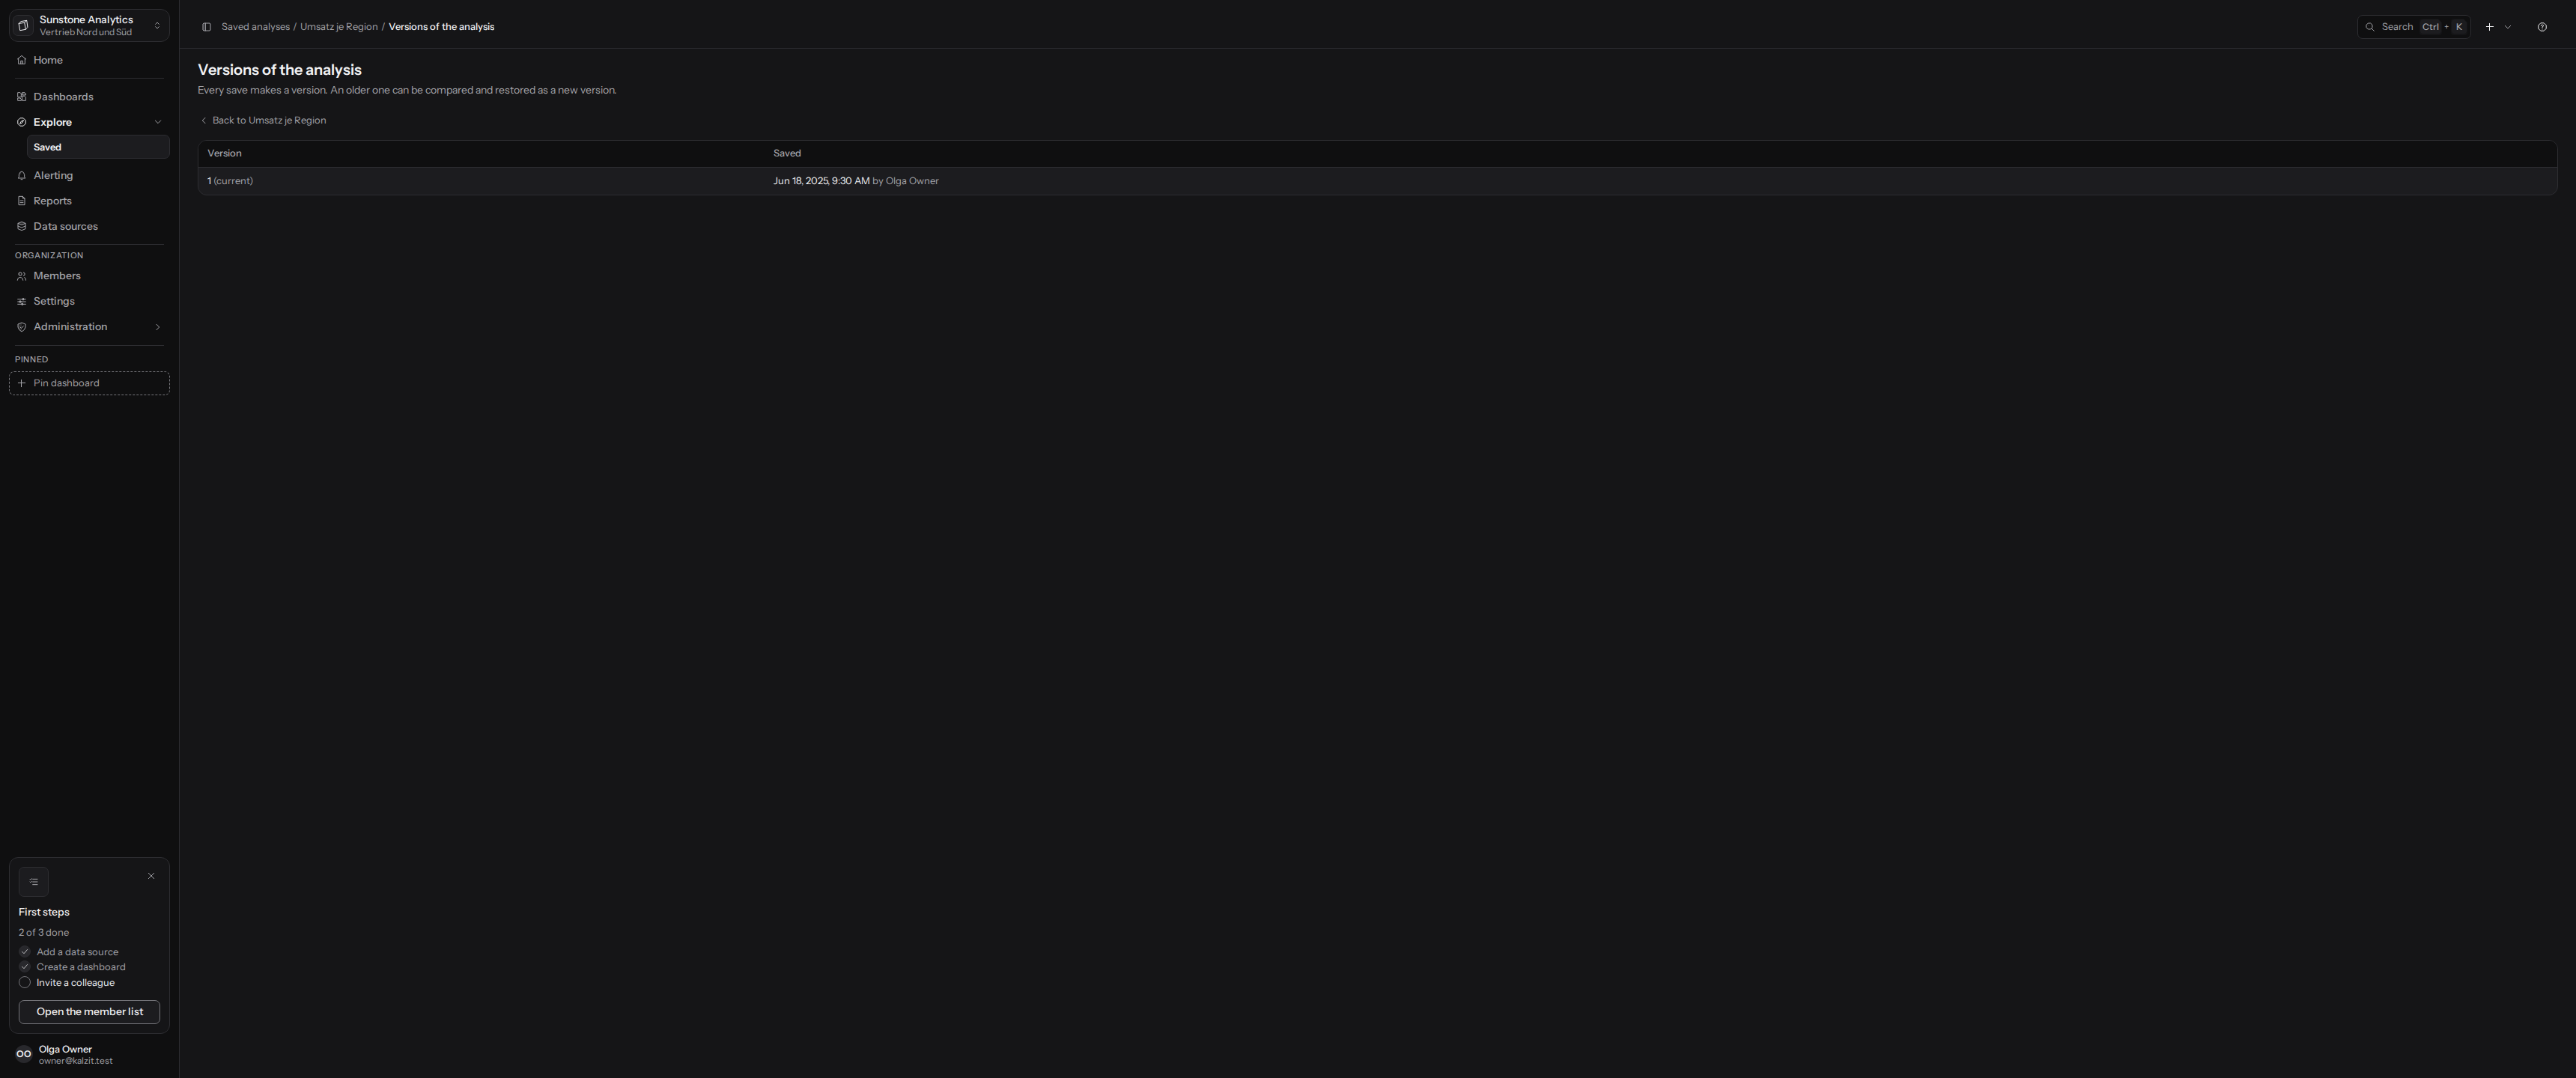 Sunstone Analytics
Vertrieb Nord und Süd
Home
Dashboards
Explore
Saved
Alerting
Reports
Data sources
ORGANIZATION
Members
Settings
Administration
PINNED
Pin dashboard
First steps
2 of 3 done
Add a data source
Create a dashboard
Invite a colleague
Open the member list
OO
Olga Owner
owner@kalzit.test
Saved analyses / Umsatz je Region / Versions of the analysis
Search Ctrl + K
Versions of the analysis
Every save makes a version. An older one can be compared and restored as a new version.
Back to Umsatz je Region
Version Saved
1 (current) Jun 18, 2025, 9:30 AM by Olga Owner